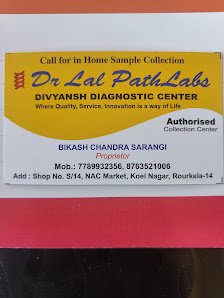 Call for in Home Sample Collection
Dr Lal PathLabs
DIVYANSH DIAGNOSTIC CENTER
Where Quality, Service, Innovation is a way of Life
Authorised
Collection Center
BIKASH CHANDRA SARANGI
Proprietor
Mob.: 7789932356, 8763521006
Add : Shop No. S/14, NAC Market, Koel Nagar, Rourkela-14